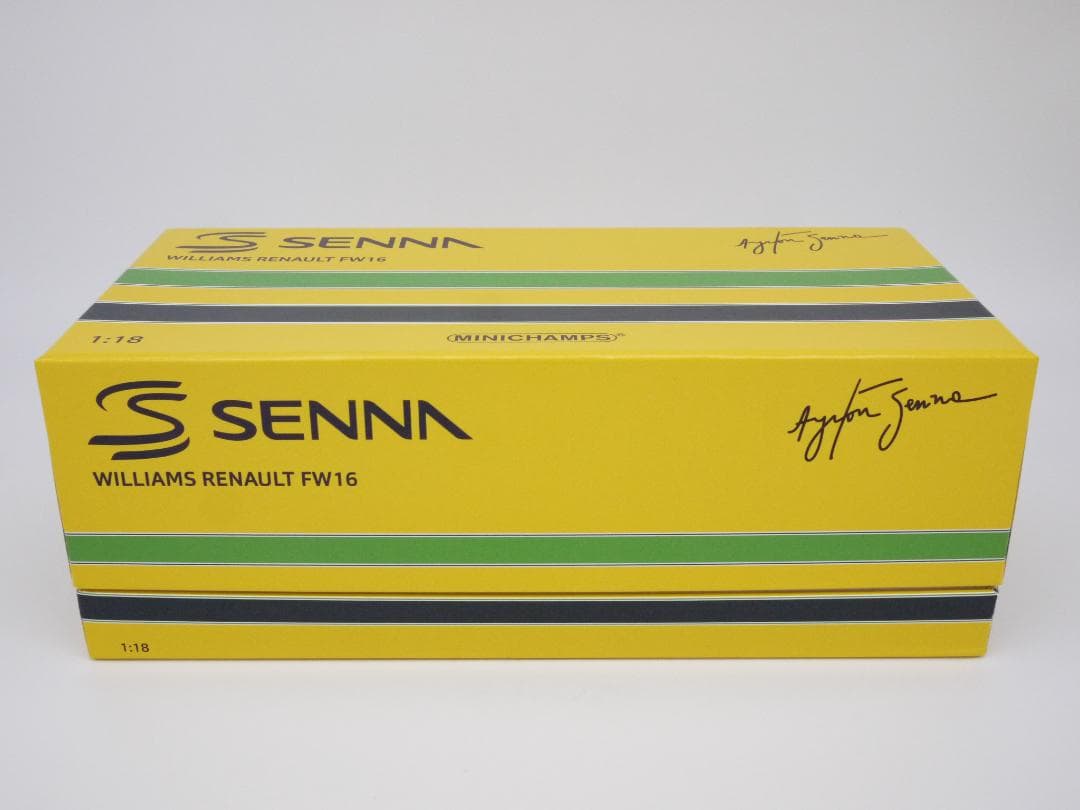 SENNA
WILLIAMS RENAULT FW16
Ayrton Senna
1:18
MINICHAMPS®
SENNA
WILLIAMS RENAULT FW16
Ayrton Senna
1:18